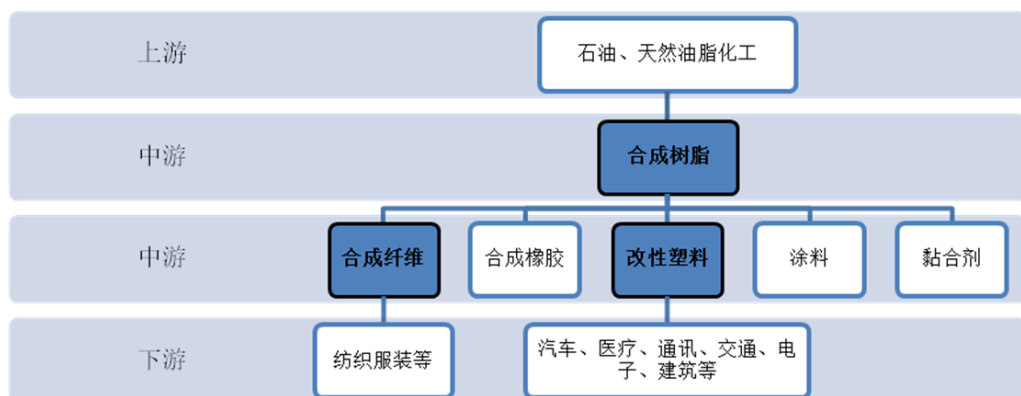 上游
石油、天然油脂化工
中游
合成树脂
中游
合成纤维
合成橡胶
改性塑料
涂料
黏合剂
下游
纺织服装等
汽车、医疗、通讯、交通、电
子、建筑等